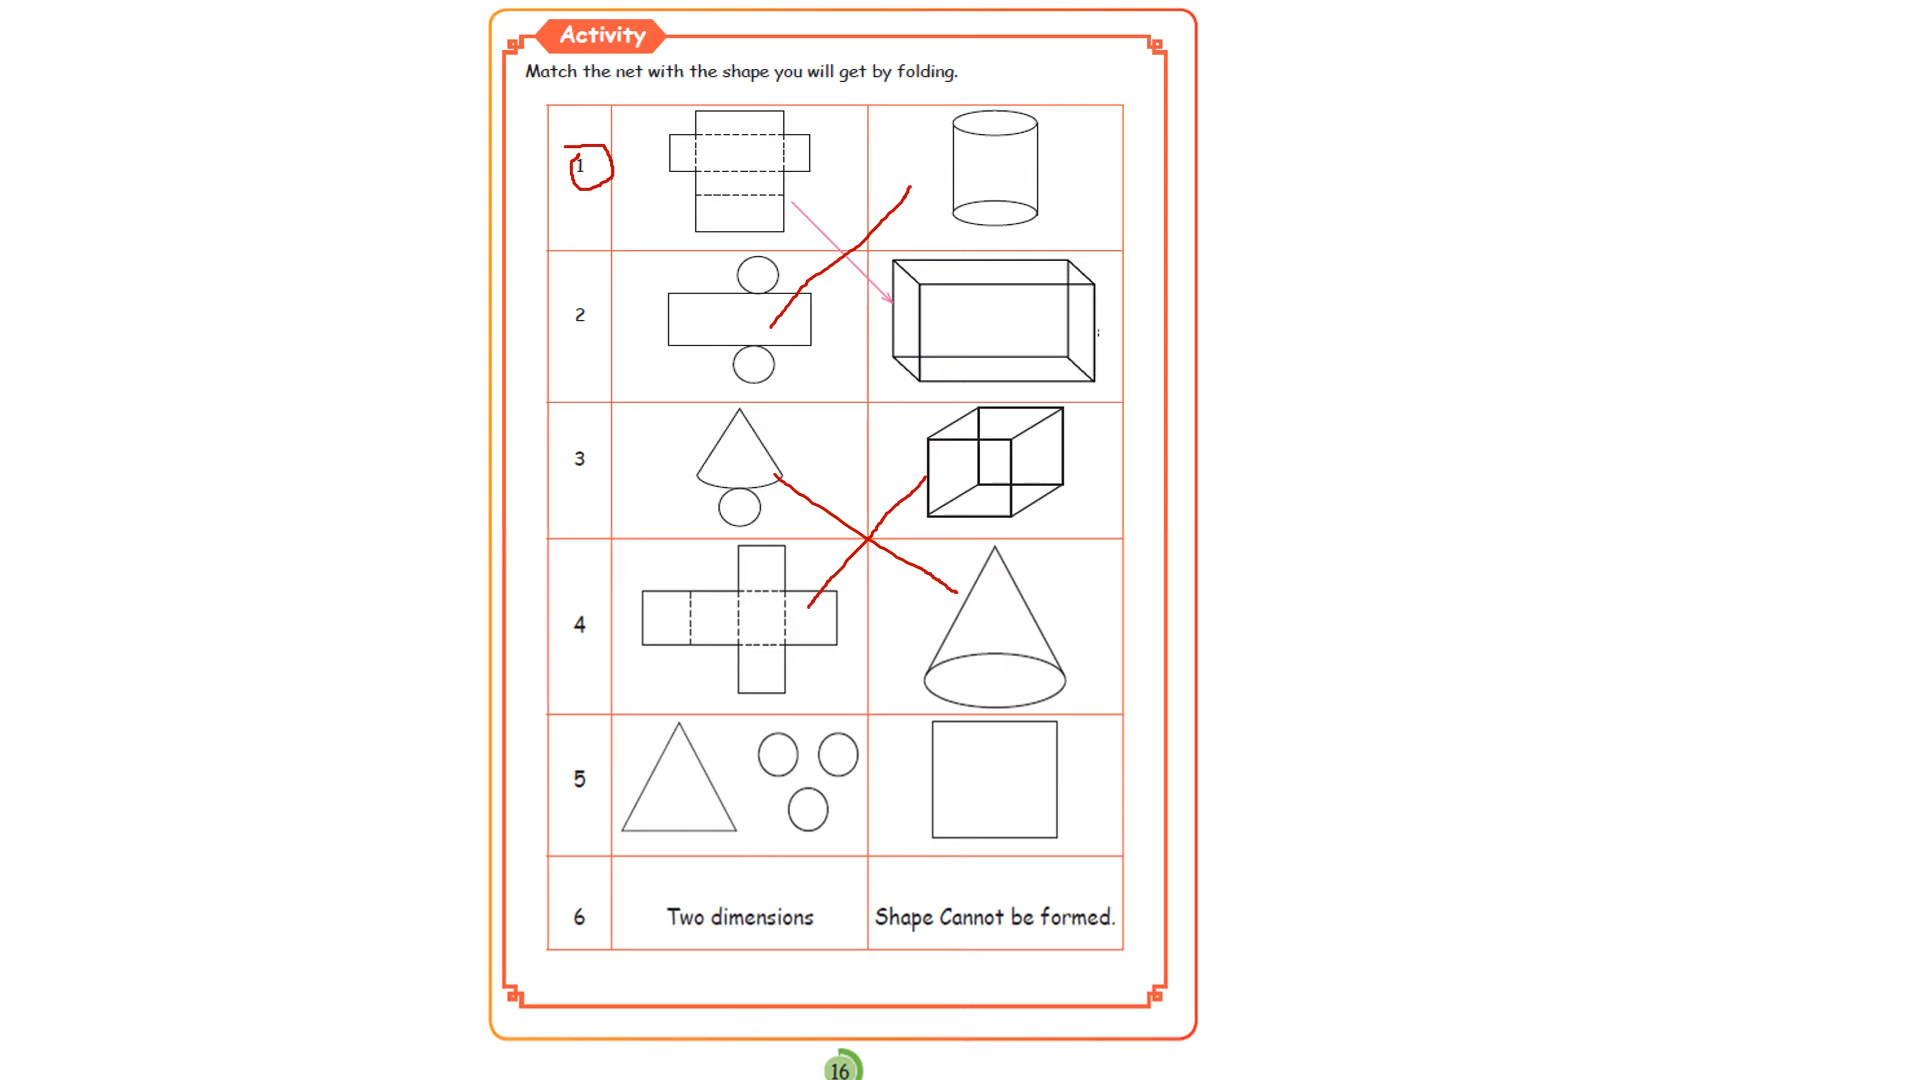 Activity
Match the net with the shape you will get by folding.
1
2
3
4
5
6 Two dimensions Shape Cannot be formed.
16